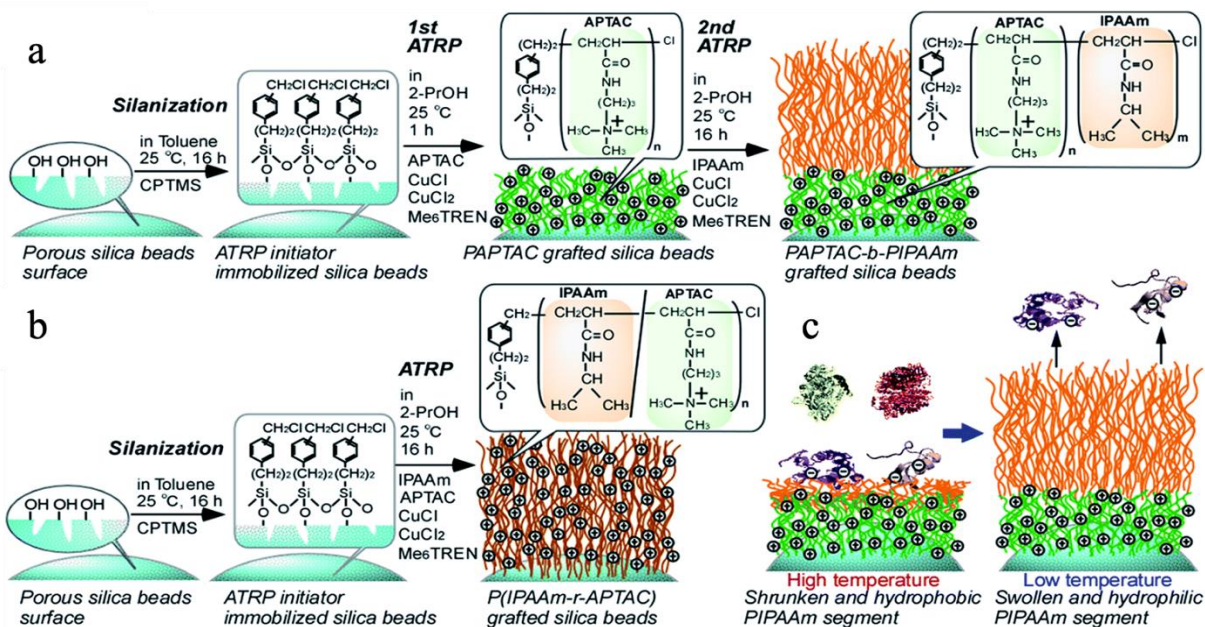 a
OH OH OH
Porous silica beads
surface
Silanization
in Toluene
25 °C, 16 h
CPTMS
CH2Cl CH2Cl CH2Cl
(CH2)2 (CH2)2 (CH2)2
Si O Si O Si O
O O O
ATRP initiator
immobilized silica beads
1st
ATRP
in
2-PrOH
25 °C
1 h
APTAC
CuCl
CuCl2
Me6TREN
APTAC
(CH2)2 CH2CH Cl
C=O
NH
(CH2)2 (CH2)3
Si H3C N CH3
O + CH3 n
PAPTAC grafted silica beads
2nd
ATRP
in
2-PrOH
25 °C
16 h
IPAAm
CuCl
CuCl2
Me6TREN
APTAC IPAAm
(CH2)2 CH2CH CH2CH Cl
C=O C=O
NH NH
(CH2)2 (CH2)3 CH
Si H3C N CH3 H3C CH3
O + CH3 n m
PAPTAC-b-PIPAAm
grafted silica beads
b
OH OH OH
Porous silica beads
surface
Silanization
in Toluene
25 °C, 16 h
CPTMS
CH2Cl CH2Cl CH2Cl
(CH2)2 (CH2)2 (CH2)2
Si O Si O Si O
O O O
ATRP initiator
immobilized silica beads
ATRP
in
2-PrOH
25 °C
16 h
IPAAm
APTAC
CuCl
CuCl2
Me6TREN
IPAAm APTAC
CH2 CH2CH CH2CH Cl
C=O C=O
NH NH
(CH2)2 CH (CH2)3
Si H3C CH3 H3C N CH3
O + CH3 n
P(IPAAm-r-APTAC)
grafted silica beads
c
High temperature
Shrunken and hydrophobic
PIPAAm segment
Low temperature
Swollen and hydrophilic
PIPAAm segment